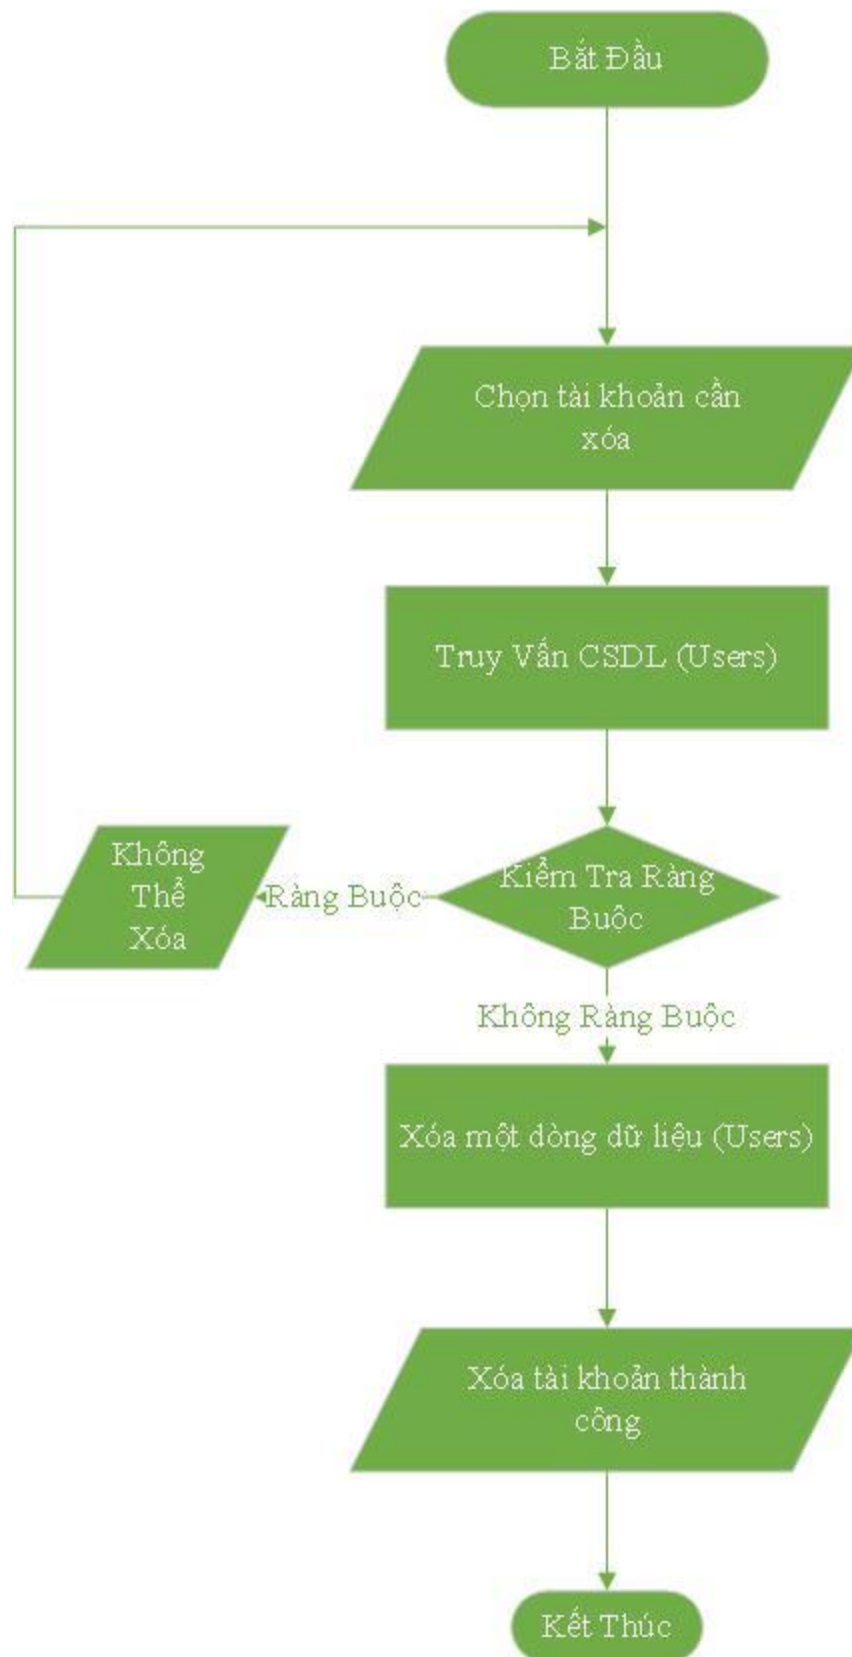 Bắt Đầu
Chọn tài khoản cần
xóa
Truy Vấn CSDL (Users)
Không
Thể
Xóa
Ràng Buộc
Kiểm Tra Ràng
Buộc
Không Ràng Buộc
Xóa một dòng dữ liệu (Users)
Xóa tài khoản thành
công
Kết Thúc